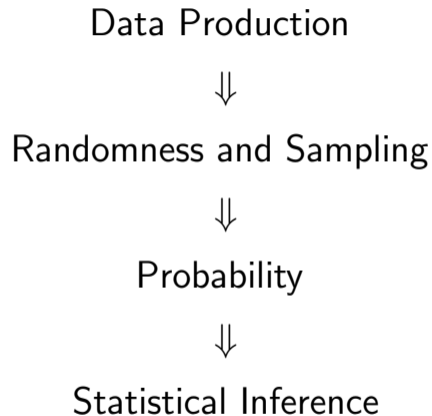 Data Production
⇓
Randomness and Sampling
⇓
Probability
⇓
Statistical Inference